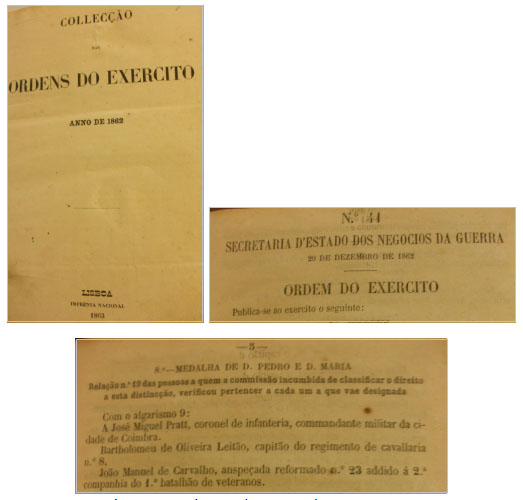 COLLECÇÃO
DAS
ORDENS DO EXERCITO
ANNO DE 1862
LISBOA
IMPRENSA NACIONAL
1863
N.º 44
SECRETARIA D'ESTADO DOS NEGOCIOS DA GUERRA
20 DE DEZEMBRO DE 1862
ORDEM DO EXERCITO
Publica-se ao exercito o seguinte:
—5—
8.º—MEDALHA DE D. PEDRO E D. MARIA
Relação n.º 19 das pessoas a quem a commissão incumbida de classificar o direito
a esta distincção, verificou pertencer a cada um a que vae designada
Com o algarismo 9:
A José Miguel Pratt, coronel de infanteria, commandante militar da ci-
dade de Coimbra.
Bartholomeu de Oliveira Leitão, capitão do regimento de cavallaria
n.º 8.
João Manuel de Carvalho, anspeçada reformado n.º 23 addido á 2.ª
companhia do 1.º batalhão de veteranos.